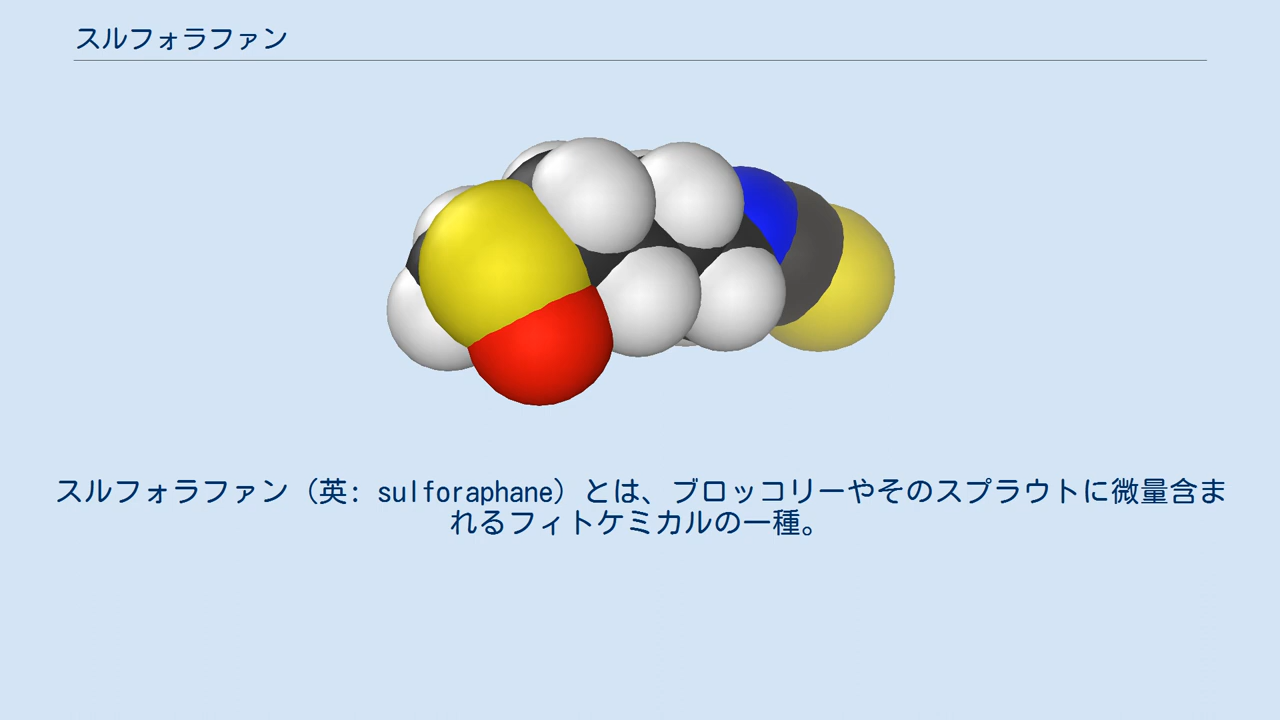 スルフォラファン
スルフォラファン（英: sulforaphane）とは、ブロッコリーやそのスプラウトに微量含ま
れるフィトケミカルの一種。